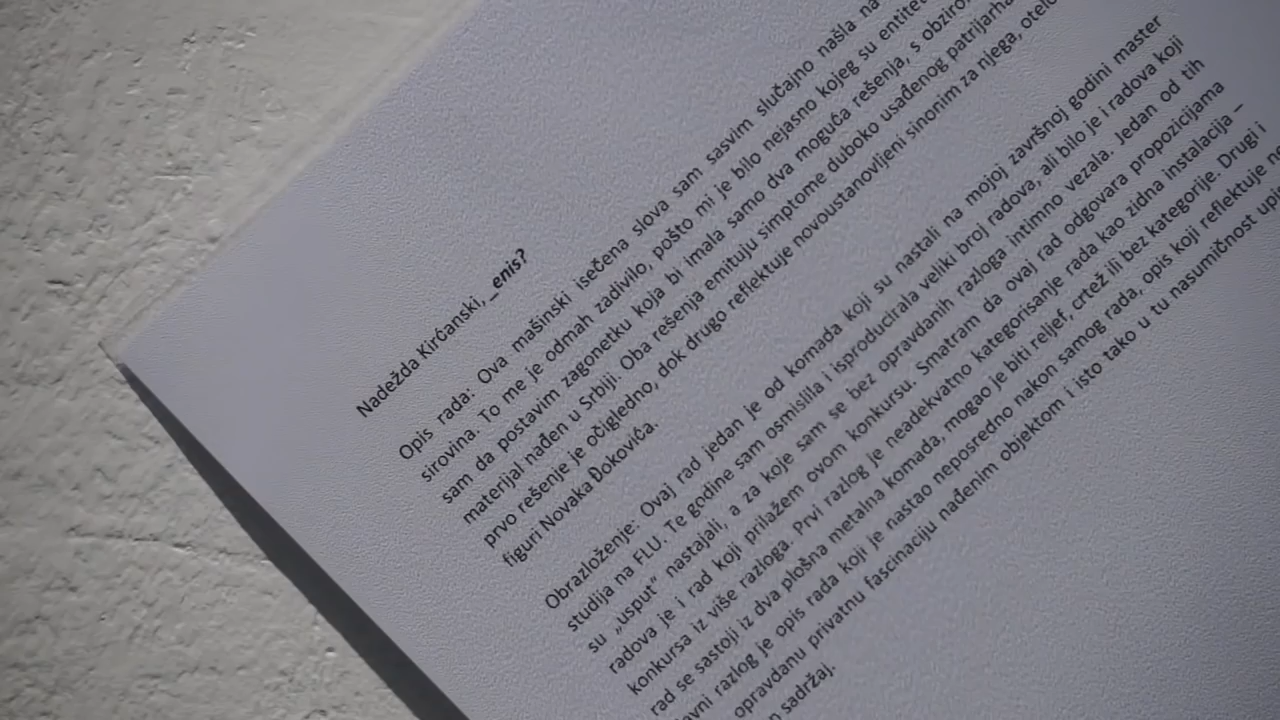 Nadežda Kirćanski, _enis?
Opis rada: Ova mašinski isečena slova sam sasvim slučajno našla na
sirovina. To me je odmah zadivilo, pošto mi je bilo nejasno kojeg su
sam da postavim zagonetku koja bi imala samo dva moguća rešenja, s
materijal nađen u Srbiji. Oba rešenja emituju simptome duboko usađenog
prvo rešenje je očigledno, dok drugo reflektuje novoustanovljeni sinonim za njega,
figuri Novaka Đokovića.
Obrazloženje: Ovaj rad jedan je od komada koji su nastali na mojoj završnoj godini master
studija na FLU. Te godine sam osmislila i isproducirala veliki broj radova, ali bilo je i radova koji
su „usput“ nastajali, a za koje sam se bez opravdanih razloga intimno vezala. Jedan od tih
radova je i rad koji prilažem ovom konkursu. Smatram da ovaj rad odgovara propozicijama
konkursa iz više razloga. Prvi razlog je neadekvatno kategorisanje rada kao zidna instalacija –
rad se sastoji iz dva plošna metalna komada, mogao je biti reljef, crtež ili bez kategorije. Drugi i
razlog je opis rada koji je nastao neposredno nakon samog rada, opis koji reflektuje
opravdanu privatnu fascinaciju nađenim objektom i isto tako u tu nasumičnost
sadržaj.